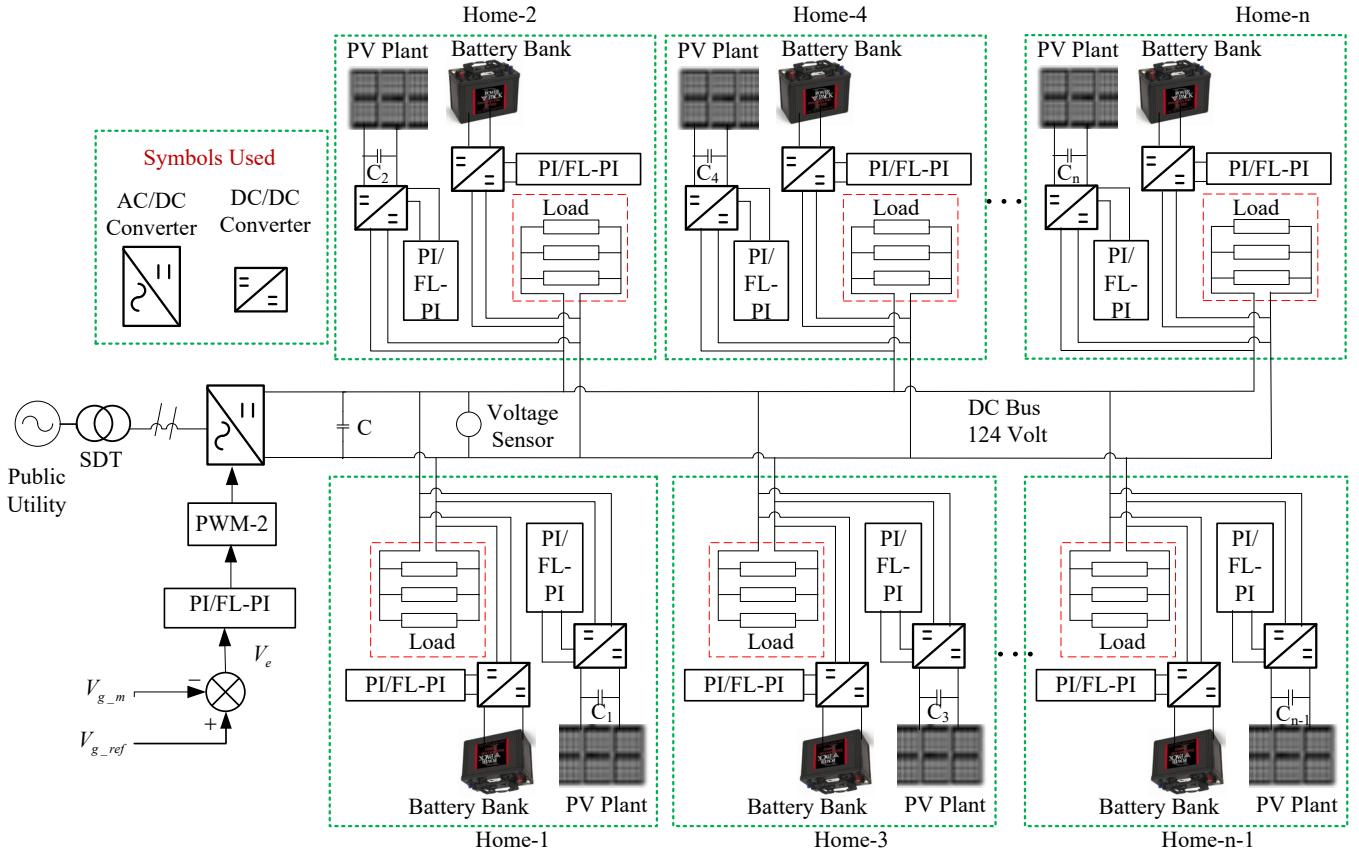 Home-2
Home-4
Home-n
PV Plant
Battery Bank
C2
PI/FL-PI
PI/
FL-
PI
Load
PV Plant
Battery Bank
C4
PI/FL-PI
PI/
FL-
PI
Load
. . .
PV Plant
Battery Bank
Cn
PI/FL-PI
PI/
FL-
PI
Load
Symbols Used
AC/DC
Converter
DC/DC
Converter
Public
Utility
SDT
C
Voltage
Sensor
DC Bus
124 Volt
PWM-2
PI/FL-PI
Ve
Vg_m
−
+
Vg_ref
Load
PI/
FL-
PI
PI/FL-PI
C1
Battery Bank
PV Plant
Home-1
Load
PI/
FL-
PI
PI/FL-PI
C3
Battery Bank
PV Plant
Home-3
. . .
Load
PI/
FL-
PI
PI/FL-PI
Cn-1
Battery Bank
PV Plant
Home-n-1